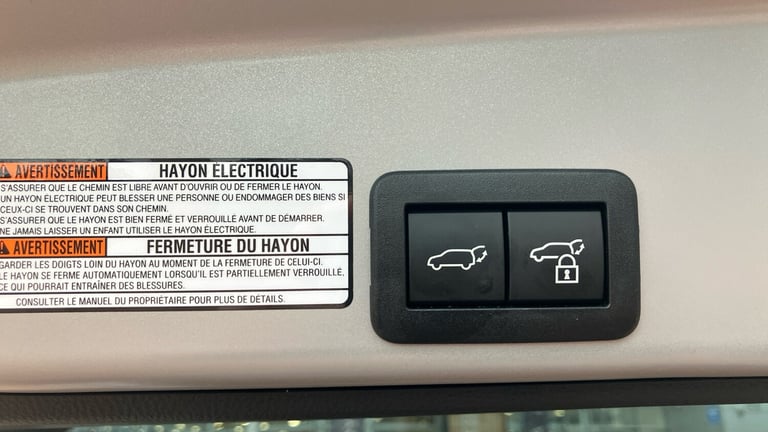 AVERTISSEMENT HAYON ÉLECTRIQUE
S'ASSURER QUE LE CHEMIN EST LIBRE AVANT D'OUVRIR OU DE FERMER LE HAYON.
UN HAYON ÉLECTRIQUE PEUT BLESSER UNE PERSONNE OU ENDOMMAGER DES BIENS SI
CEUX-CI SE TROUVENT DANS SON CHEMIN.
S'ASSURER QUE LE HAYON EST BIEN FERMÉ ET VERROUILLÉ AVANT DE DÉMARRER.
NE JAMAIS LAISSER UN ENFANT UTILISER LE HAYON ÉLECTRIQUE.
AVERTISSEMENT FERMETURE DU HAYON
GARDER LES DOIGTS LOIN DU HAYON AU MOMENT DE LA FERMETURE DE CELUI-CI.
LE HAYON SE FERME AUTOMATIQUEMENT LORSQU'IL EST PARTIELLEMENT VERROUILLÉ,
CE QUI POURRAIT ENTRAÎNER DES BLESSURES.
CONSULTER LE MANUEL DU PROPRIÉTAIRE POUR PLUS DE DÉTAILS.